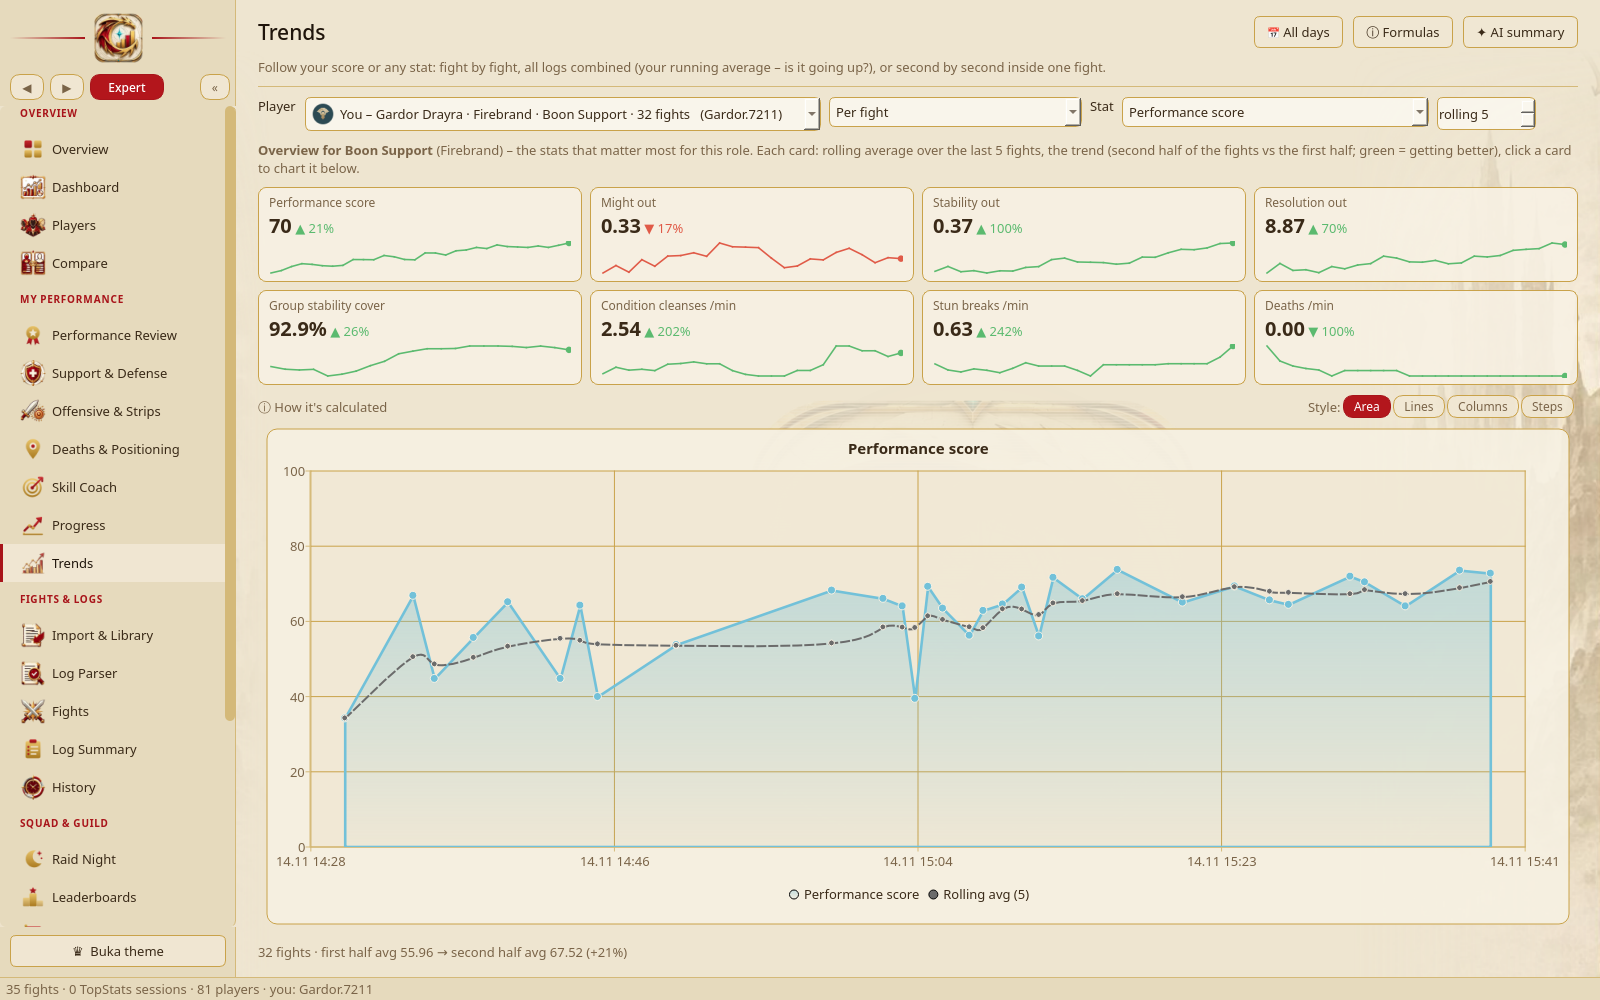 ◀ ▶ Expert «
OVERVIEW
Overview
Dashboard
Players
Compare
MY PERFORMANCE
Performance Review
Support & Defense
Offensive & Strips
Deaths & Positioning
Skill Coach
Progress
Trends
FIGHTS & LOGS
Import & Library
Log Parser
Fights
Log Summary
History
SQUAD & GUILD
Raid Night
Leaderboards
♛ Buka theme
Trends
📅 All days
ⓘ Formulas
✦ AI summary
Follow your score or any stat: fight by fight, all logs combined (your running average – is it going up?), or second by second inside one fight.
Player You – Gardor Drayra · Firebrand · Boon Support · 32 fights (Gardor.7211) Per fight Stat Performance score rolling 5
Overview for Boon Support (Firebrand) – the stats that matter most for this role. Each card: rolling average over the last 5 fights, the trend (second half of the fights vs the first half; green = getting better), click a card
to chart it below.
Performance score
70 ▲ 21%
Might out
0.33 ▼ 17%
Stability out
0.37 ▲ 100%
Resolution out
8.87 ▲ 70%
Group stability cover
92.9% ▲ 26%
Condition cleanses /min
2.54 ▲ 202%
Stun breaks /min
0.63 ▲ 242%
Deaths /min
0.00 ▼ 100%
ⓘ How it's calculated
Style: Area Lines Columns Steps
Performance score
100
80
60
40
20
0
14.11 14:28 14.11 14:46 14.11 15:04 14.11 15:23 14.11 15:41
Performance score Rolling avg (5)
32 fights · first half avg 55.96 → second half avg 67.52 (+21%)
35 fights · 0 TopStats sessions · 81 players · you: Gardor.7211